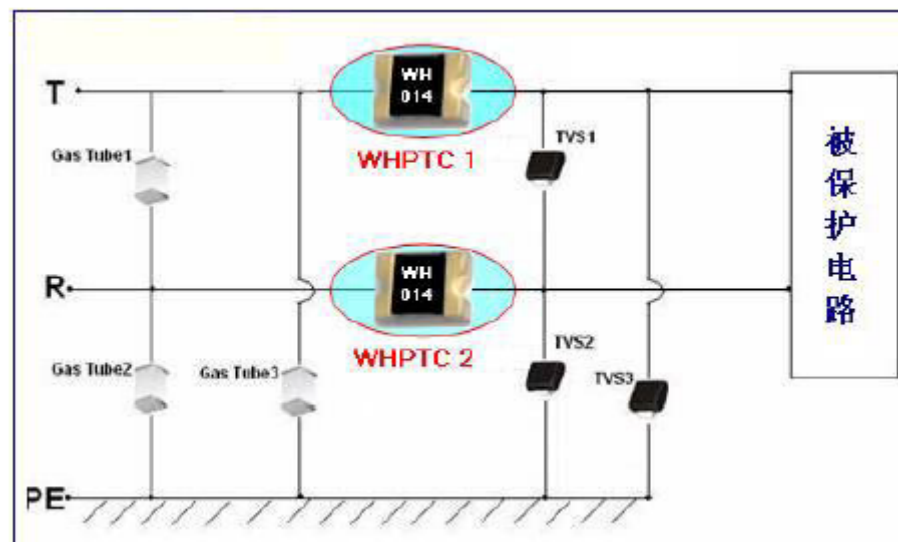 T
WH
014
WHPTC 1
Gas Tube1
TVS1
被
保
护
电
路
R
WH
014
WHPTC 2
Gas Tube2
Gas Tube3
TVS2
TVS3
PE